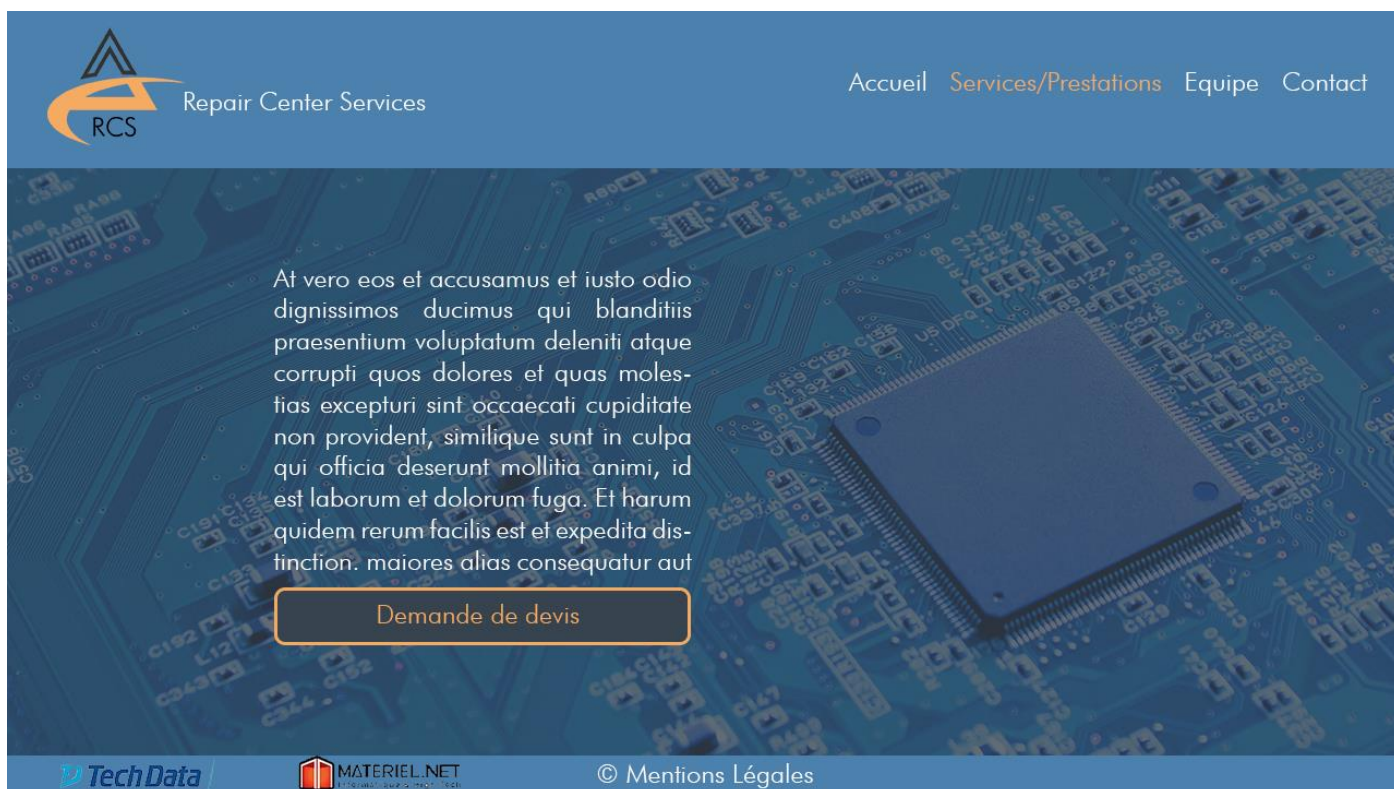 RCS
Repair Center Services
Accueil Services/Prestations Equipe Contact
At vero eos et accusamus et iusto odio
dignissimos ducimus qui blanditiis
praesentium voluptatum deleniti atque
corrupti quos dolores et quas moles-
tias excepturi sint occaecati cupiditate
non provident, similique sunt in culpa
qui officia deserunt mollitia animi, id
est laborum et dolorum fuga. Et harum
quidem rerum facilis est et expedita dis-
tinction. maiores alias consequatur aut
Demande de devis
Tech Data
MATERIEL.NET
© Mentions Légales